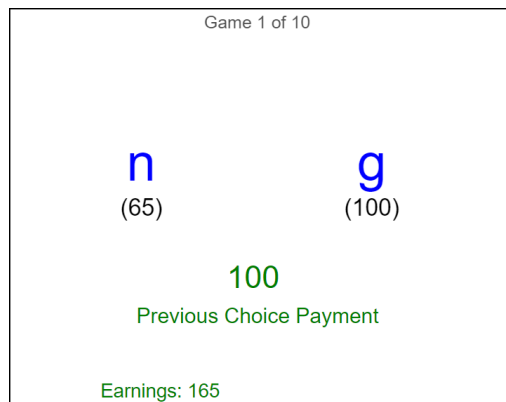 Game 1 of 10
n g
(65) (100)
100
Previous Choice Payment
Earnings: 165